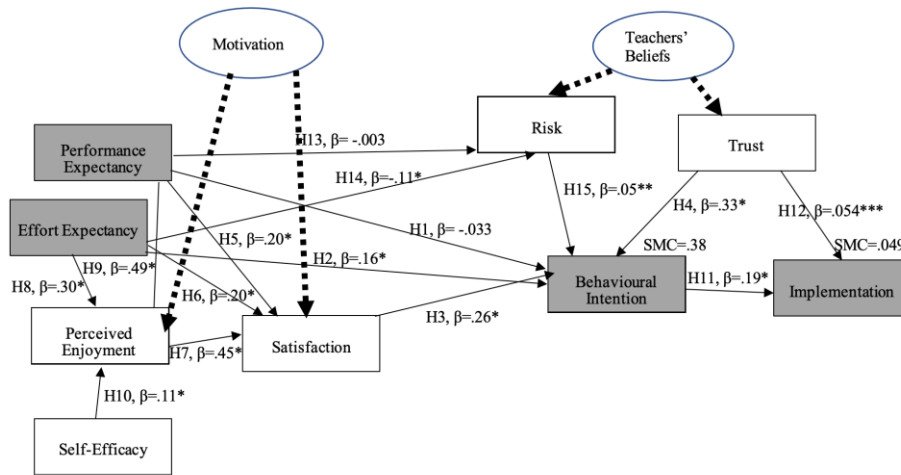 Motivation
Teachers'
Beliefs
Risk
Trust
Performance
Expectancy
H13, β= -.003
H14, β=-.11*
H15, β=.05**
H4, β=.33*
H12, β=.054***
Effort Expectancy
H1, β= -.033
H5, β=.20*
H2, β=.16*
SMC=.38
SMC=.049
H9, β=.49*
H8, β=.30*
H6, β=.20*
Behavioural
Intention
H11, β=.19*
Implementation
H3, β=.26*
Perceived
Enjoyment
H7, β=.45*
Satisfaction
H10, β=.11*
Self-Efficacy